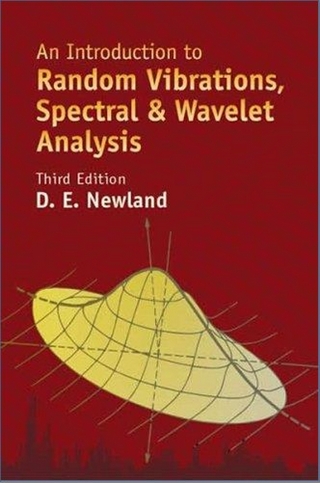 An Introduction to
Random Vibrations,
Spectral & Wavelet
Analysis
Third Edition
D. E. Newland